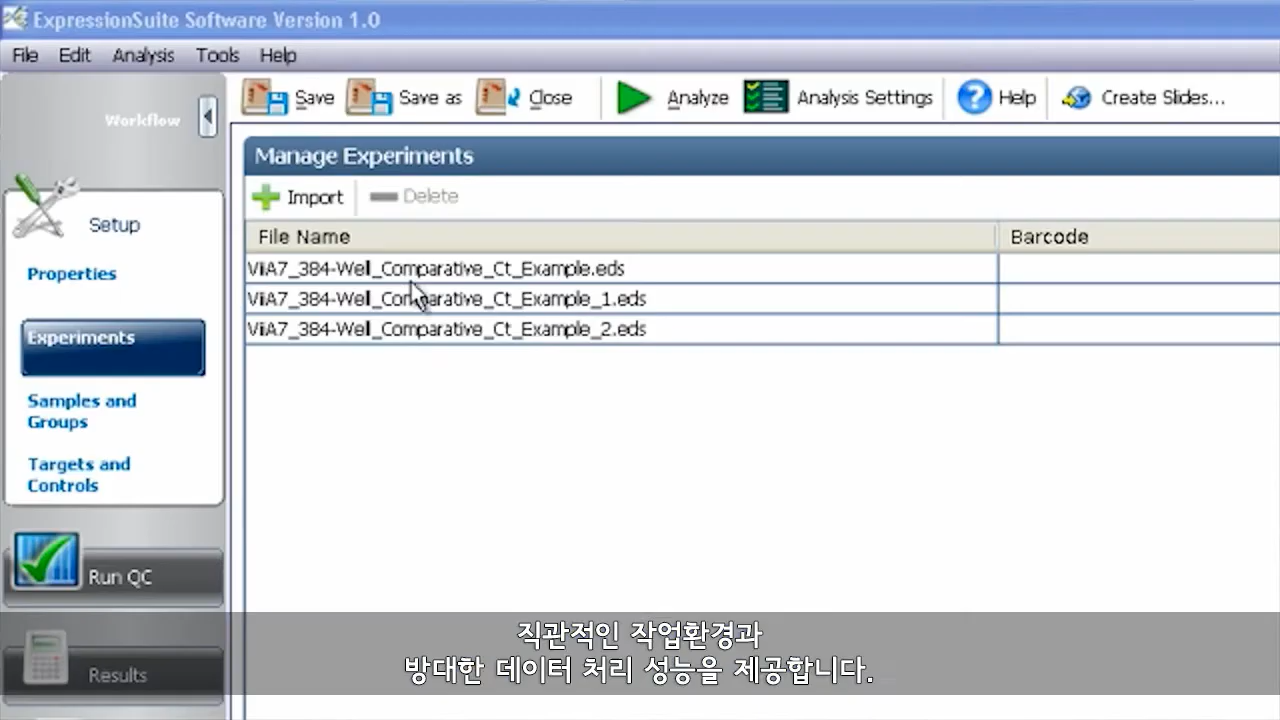 ExpressionSuite Software Version 1.0
File Edit Analysis Tools Help
Save Save as Close Analyze Analysis Settings Help Create Slides...
Workflow
Manage Experiments
Import Delete
Setup
File Name Barcode
ViiA7_384-Well_Comparative_Ct_Example.eds
Properties
ViiA7_384-Well_Comparative_Ct_Example_1.eds
ViiA7_384-Well_Comparative_Ct_Example_2.eds
Experiments
Samples and
Groups
Targets and
Controls
Run QC
Results
직관적인 작업환경과
방대한 데이터 처리 성능을 제공합니다.